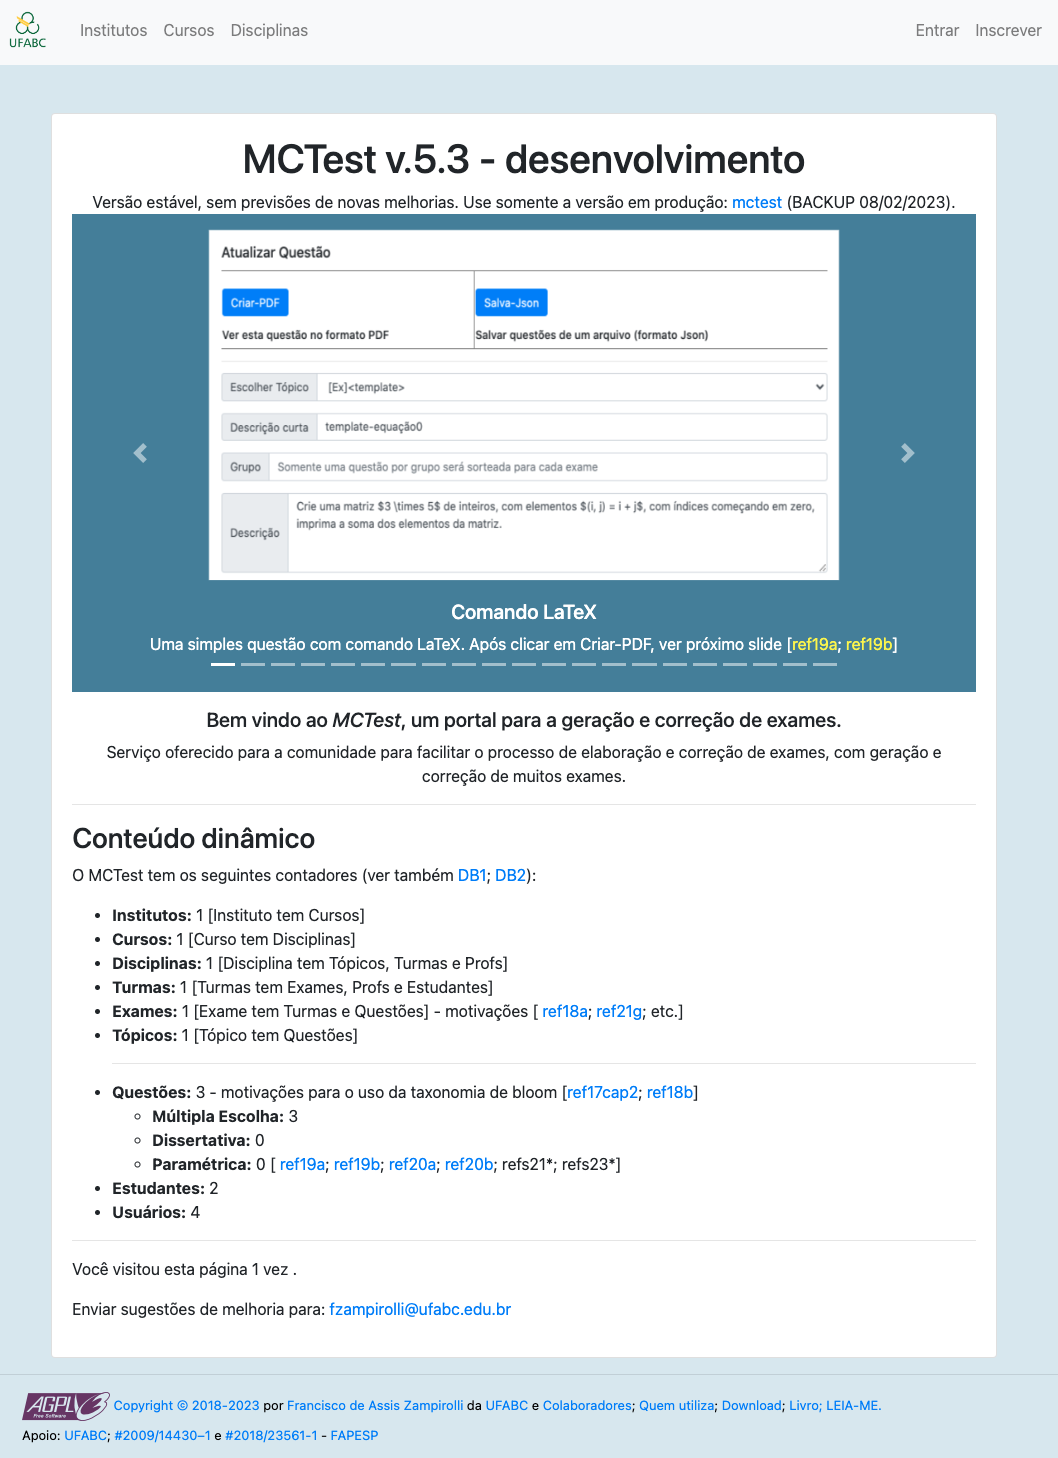 UFABC
Institutos Cursos Disciplinas Entrar Inscrever
MCTest v.5.3 - desenvolvimento
Versão estável, sem previsões de novas melhorias. Use somente a versão em produção: mctest (BACKUP 08/02/2023).
Atualizar Questão
Criar-PDF Salva-Json
Ver esta questão no formato PDF Salvar questões de um arquivo (formato Json)
Escolher Tópico [Ex]<template>
Descrição curta template-equação0
Grupo Somente uma questão por grupo será sorteada para cada exame
Descrição Crie uma matriz $3 \times 5$ de inteiros, com elementos $(i, j) = i + j$, com índices começando em zero,
imprima a soma dos elementos da matriz.
Comando LaTeX
Uma simples questão com comando LaTeX. Após clicar em Criar-PDF, ver próximo slide [ref19a; ref19b]
Bem vindo ao MCTest, um portal para a geração e correção de exames.
Serviço oferecido para a comunidade para facilitar o processo de elaboração e correção de exames, com geração e
correção de muitos exames.
Conteúdo dinâmico
O MCTest tem os seguintes contadores (ver também DB1; DB2):
• Institutos: 1 [Instituto tem Cursos]
• Cursos: 1 [Curso tem Disciplinas]
• Disciplinas: 1 [Disciplina tem Tópicos, Turmas e Profs]
• Turmas: 1 [Turmas tem Exames, Profs e Estudantes]
• Exames: 1 [Exame tem Turmas e Questões] - motivações [ ref18a; ref21g; etc.]
• Tópicos: 1 [Tópico tem Questões]
• Questões: 3 - motivações para o uso da taxonomia de bloom [ref17cap2; ref18b]
◦ Múltipla Escolha: 3
◦ Dissertativa: 0
◦ Paramétrica: 0 [ ref19a; ref19b; ref20a; ref20b; refs21*; refs23*]
• Estudantes: 2
• Usuários: 4
Você visitou esta página 1 vez .
Enviar sugestões de melhoria para: fzampirolli@ufabc.edu.br
AGPLv3 Free Software Copyright © 2018-2023 por Francisco de Assis Zampirolli da UFABC e Colaboradores; Quem utiliza; Download; Livro; LEIA-ME.
Apoio: UFABC; #2009/14430–1 e #2018/23561-1 - FAPESP